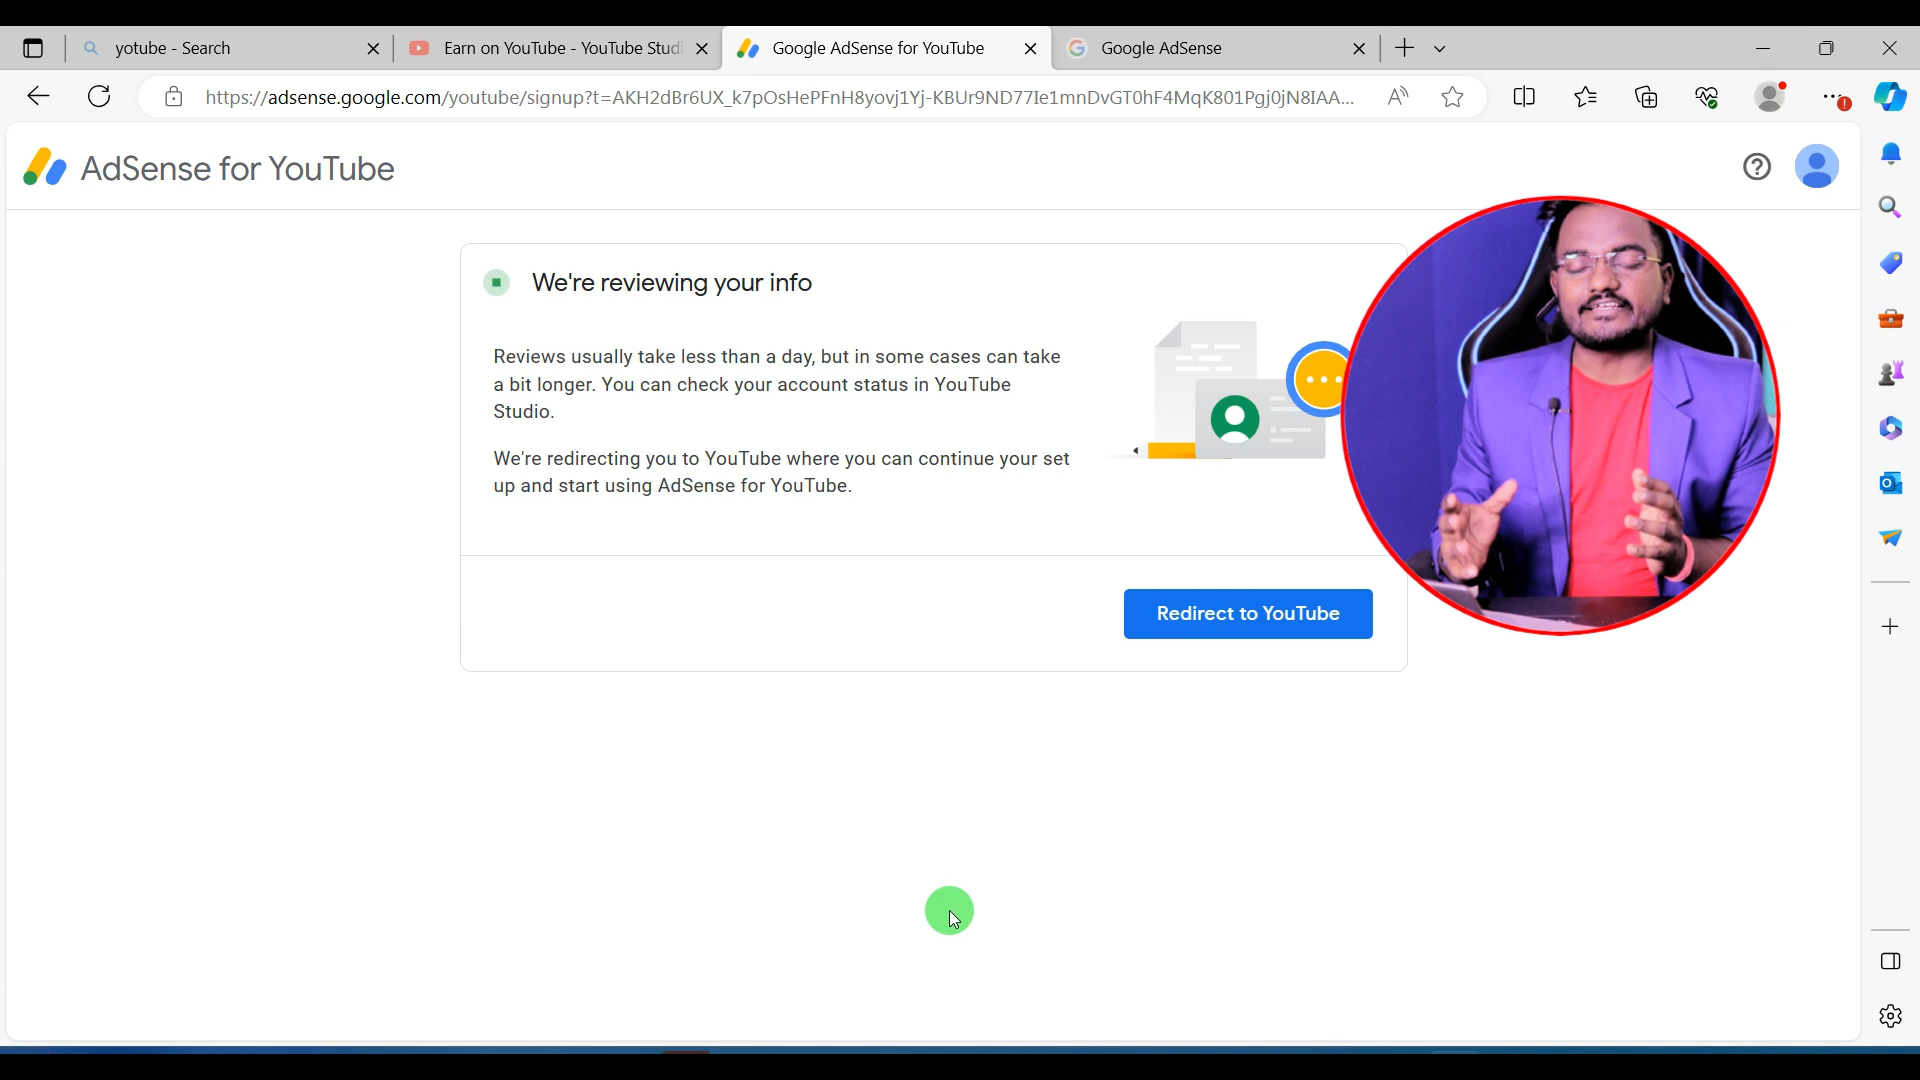 yotube - Search
Earn on YouTube - YouTube Studi
Google AdSense for YouTube
Google AdSense
https://adsense.google.com/youtube/signup?t=AKH2dBr6UX_k7pOsHePFnH8yovj1Yj-KBUr9ND77Ie1mnDvGT0hF4MqK801Pgj0jN8IAA...
AdSense for YouTube
We're reviewing your info
Reviews usually take less than a day, but in some cases can take
a bit longer. You can check your account status in YouTube
Studio.
We're redirecting you to YouTube where you can continue your set
up and start using AdSense for YouTube.
Redirect to YouTube